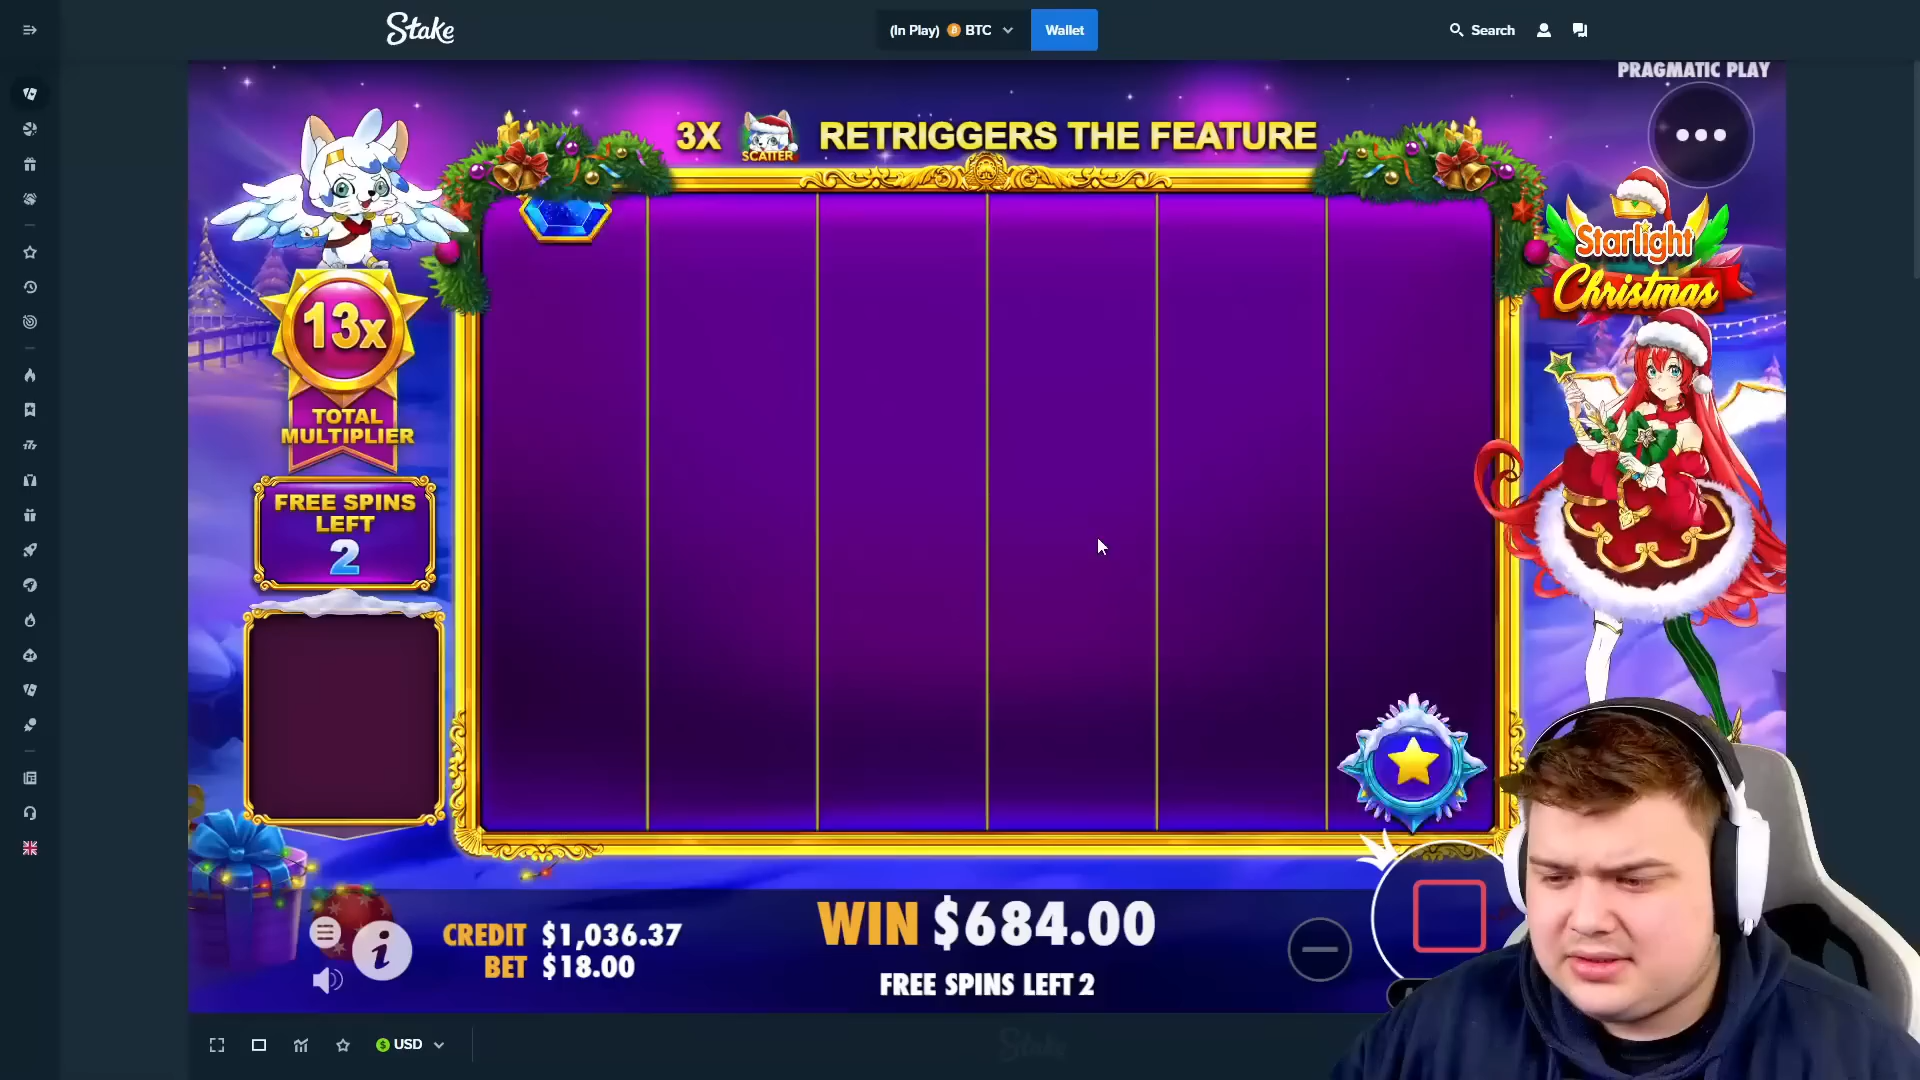 Stake
(In Play) BTC
Wallet
Search
PRAGMATIC PLAY
3X SCATTER RETRIGGERS THE FEATURE
Starlight
Christmas
13x
TOTAL
MULTIPLIER
FREE SPINS
LEFT
2
CREDIT $1,036.37
BET $18.00
WIN $684.00
FREE SPINS LEFT 2
Stake
USD